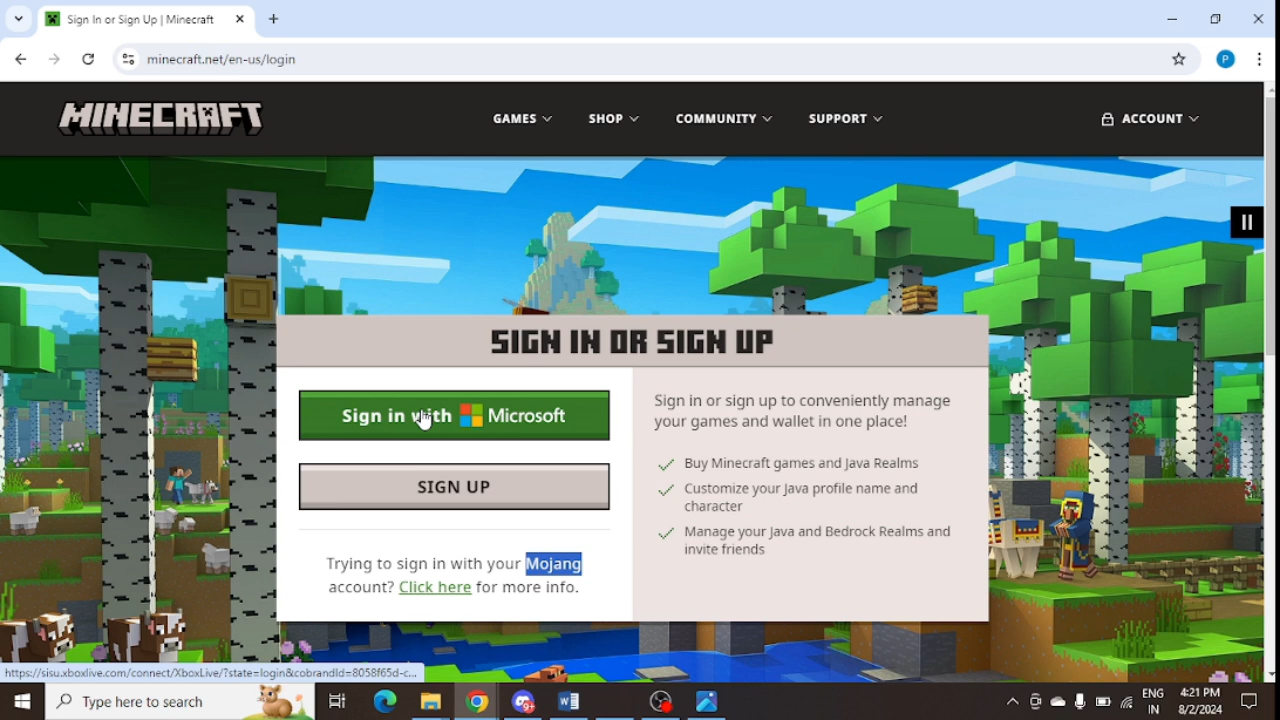 Sign In or Sign Up | Minecraft
minecraft.net/en-us/login
P
MINECRAFT
GAMES
SHOP
COMMUNITY
SUPPORT
ACCOUNT
SIGN IN OR SIGN UP
Sign in with Microsoft
SIGN UP
Trying to sign in with your Mojang
account? Click here for more info.
Sign in or sign up to conveniently manage
your games and wallet in one place!
Buy Minecraft games and Java Realms
Customize your Java profile name and
character
Manage your Java and Bedrock Realms and
invite friends
https://sisu.xboxlive.com/connect/XboxLive/?state=login&cobrandId=8058f65d-c...
Type here to search
9+
ENG
IN
4:21 PM
8/2/2024